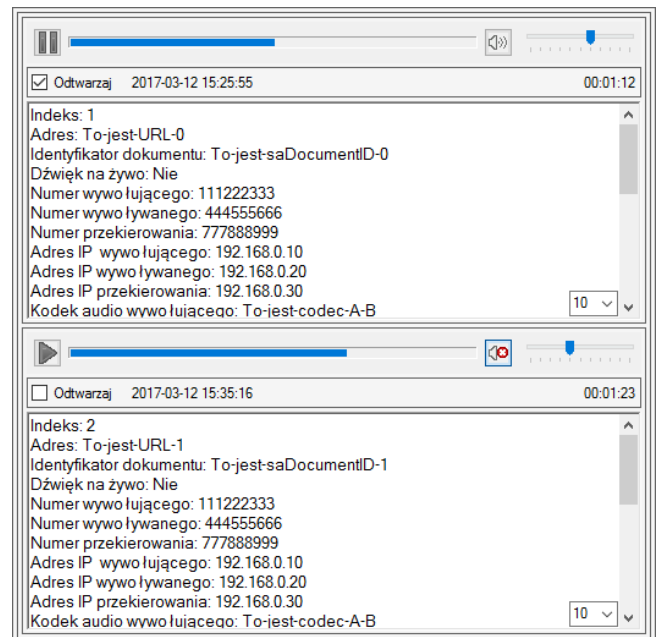 Odtwarzaj 2017-03-12 15:25:55 00:01:12
Indeks: 1
Adres: To-jest-URL-0
Identyfikator dokumentu: To-jest-saDocumentID-0
Dźwięk na żywo: Nie
Numer wywołującego: 111222333
Numer wywoływanego: 444555666
Numer przekierowania: 777888999
Adres IP wywołującego: 192.168.0.10
Adres IP wywoływanego: 192.168.0.20
Adres IP przekierowania: 192.168.0.30
Kodek audio wywołującego: To-jest-codec-A-B
10
Odtwarzaj 2017-03-12 15:35:16 00:01:23
Indeks: 2
Adres: To-jest-URL-1
Identyfikator dokumentu: To-jest-saDocumentID-1
Dźwięk na żywo: Nie
Numer wywołującego: 111222333
Numer wywoływanego: 444555666
Numer przekierowania: 777888999
Adres IP wywołującego: 192.168.0.10
Adres IP wywoływanego: 192.168.0.20
Adres IP przekierowania: 192.168.0.30
Kodek audio wywołującego: To-jest-codec-A-B
10